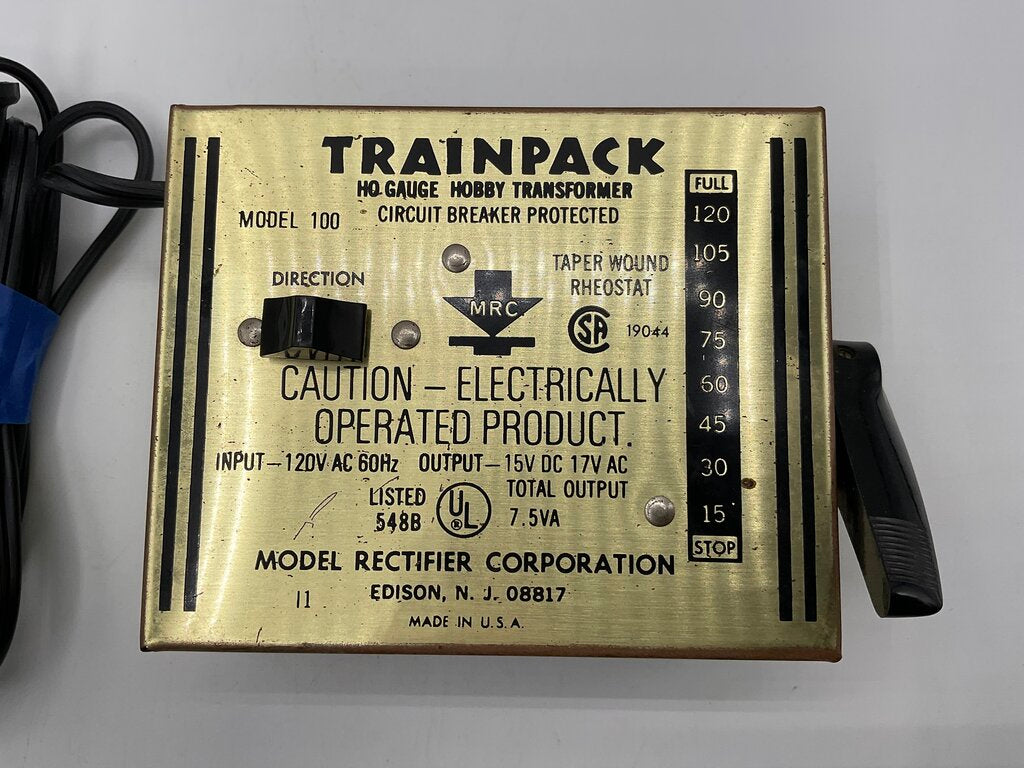 TRAINPACK
HO GAUGE HOBBY TRANSFORMER
MODEL 100
CIRCUIT BREAKER PROTECTED
DIRECTION
TAPER WOUND
RHEOSTAT
MRC
SA 19044
CAUTION – ELECTRICALLY
OPERATED PRODUCT.
INPUT – 120V AC 60Hz OUTPUT – 15V DC 17V AC
TOTAL OUTPUT
7.5VA
LISTED
548B
UL
®
MODEL RECTIFIER CORPORATION
11
EDISON, N. J. 08817
MADE IN U.S.A.
FULL
120
105
90
75
60
45
30
15
STOP